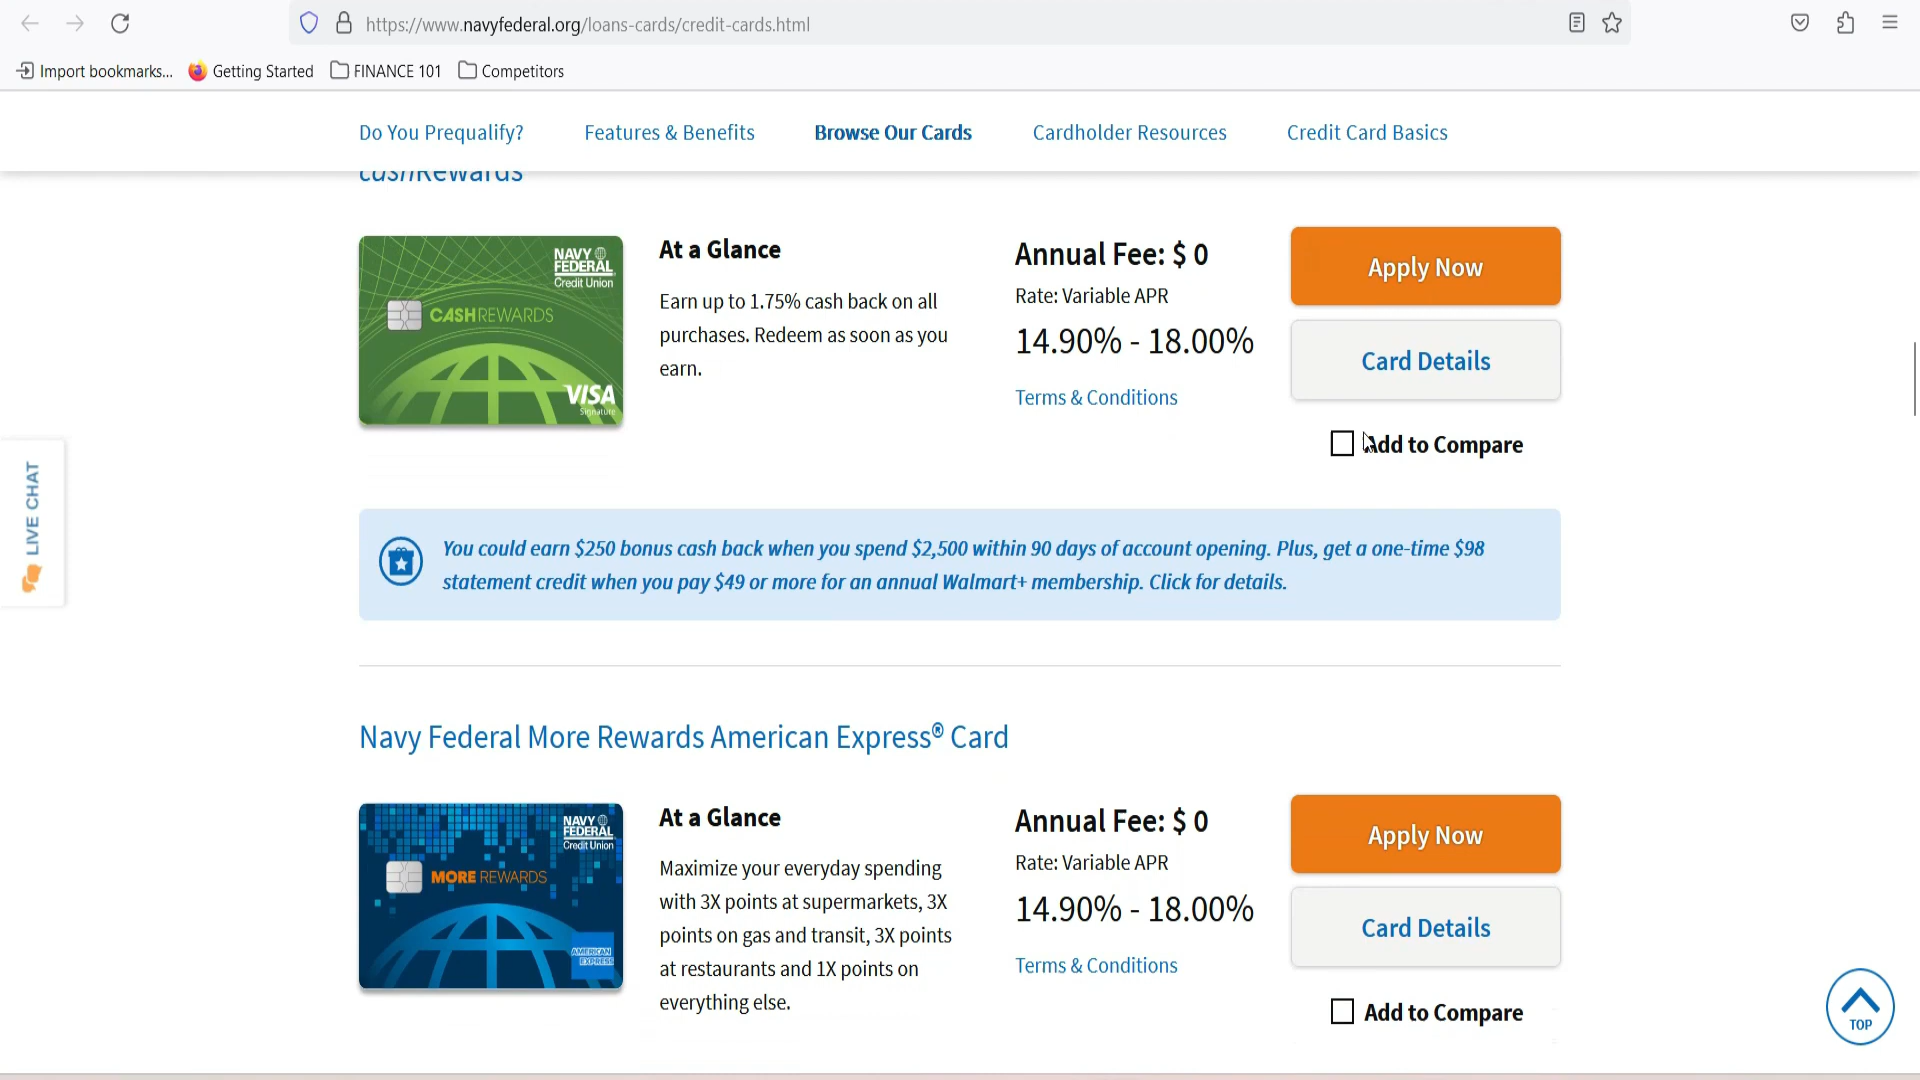 https://www.navyfederal.org/loans-cards/credit-cards.html
Import bookmarks... Getting Started FINANCE 101 Competitors
Do You Prequalify? Features & Benefits Browse Our Cards Cardholder Resources Credit Card Basics
cashRewards
NAVY
FEDERAL
Credit Union
CASHREWARDS
VISA
Signature
At a Glance
Earn up to 1.75% cash back on all
purchases. Redeem as soon as you
earn.
Annual Fee: $ 0
Rate: Variable APR
14.90% - 18.00%
Terms & Conditions
Apply Now
Card Details
Add to Compare
LIVE CHAT
You could earn $250 bonus cash back when you spend $2,500 within 90 days of account opening. Plus, get a one-time $98
statement credit when you pay $49 or more for an annual Walmart+ membership. Click for details.
Navy Federal More Rewards American Express® Card
NAVY
FEDERAL
Credit Union
MORE REWARDS
AMERICAN
EXPRESS
At a Glance
Maximize your everyday spending
with 3X points at supermarkets, 3X
points on gas and transit, 3X points
at restaurants and 1X points on
everything else.
Annual Fee: $ 0
Rate: Variable APR
14.90% - 18.00%
Terms & Conditions
Apply Now
Card Details
Add to Compare
TOP